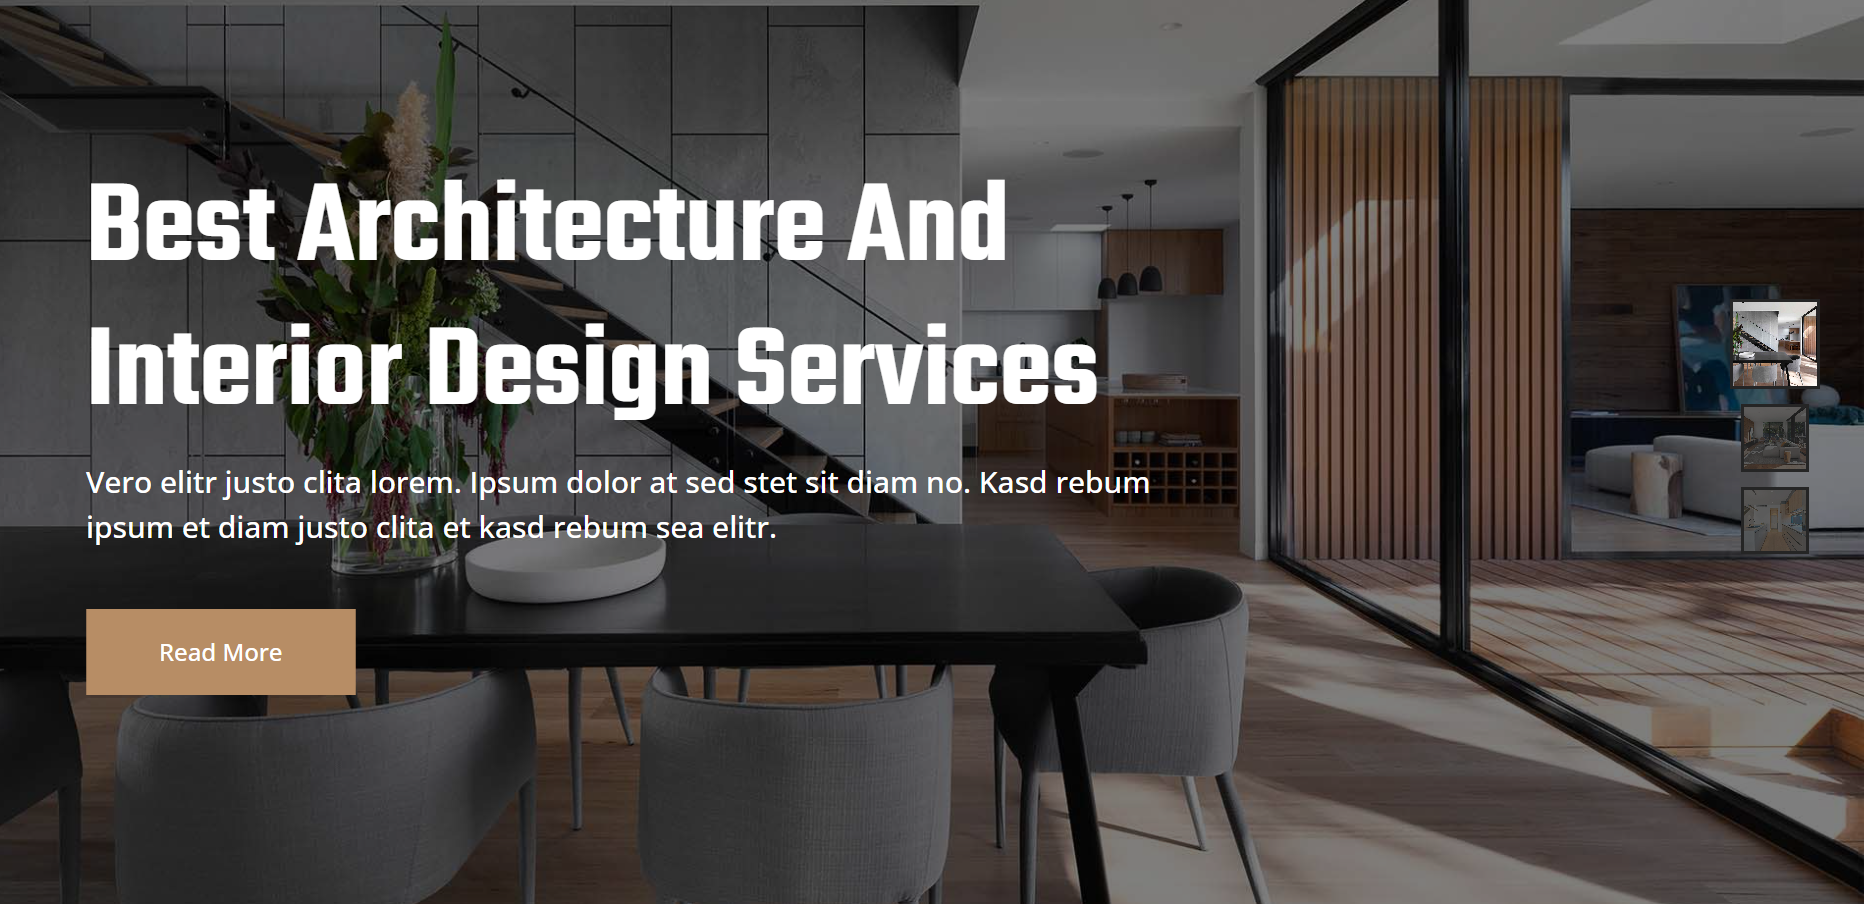 Best Architecture And
Interior Design Services
Vero elitr justo clita lorem. Ipsum dolor at sed stet sit diam no. Kasd rebum
ipsum et diam justo clita et kasd rebum sea elitr.
Read More